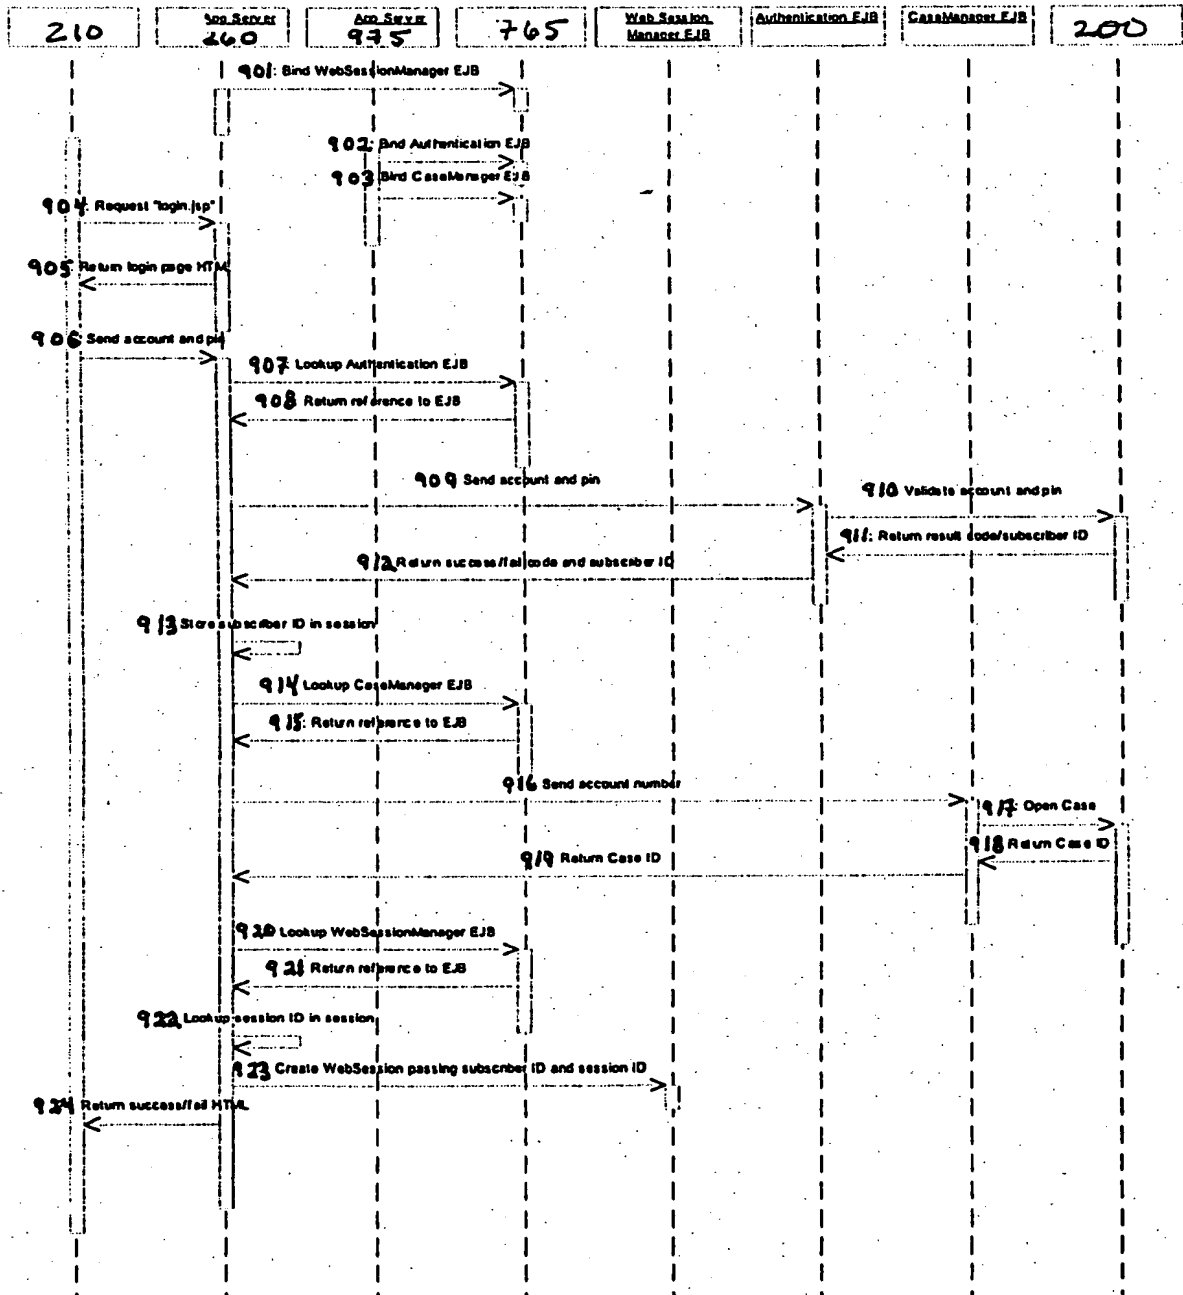 210
App Server
260
App Server
975
765
Web Session
Manager EJB
Authentication EJB
CaseManager EJB
200
901: Bind WebSessionManager EJB
902: Bind Authentication EJB
903 Bind CaseManager EJB
904: Request "login.jsp"
905 Return login page HTML
906 Send account and pin
907 Lookup Authentication EJB
908 Return reference to EJB
909 Send account and pin
910 Validate account and pin
911: Return result code/subscriber ID
912 Return success/fail code and subscriber ID
913 Store subscriber ID in session
914 Lookup CaseManager EJB
915: Return reference to EJB
916 Send account number
917: Open Case
918 Return Case ID
919 Return Case ID
920 Lookup WebSessionManager EJB
921 Return reference to EJB
922 Lookup session ID in session
923 Create WebSession passing subscriber ID and session ID
924 Return success/fail HTML